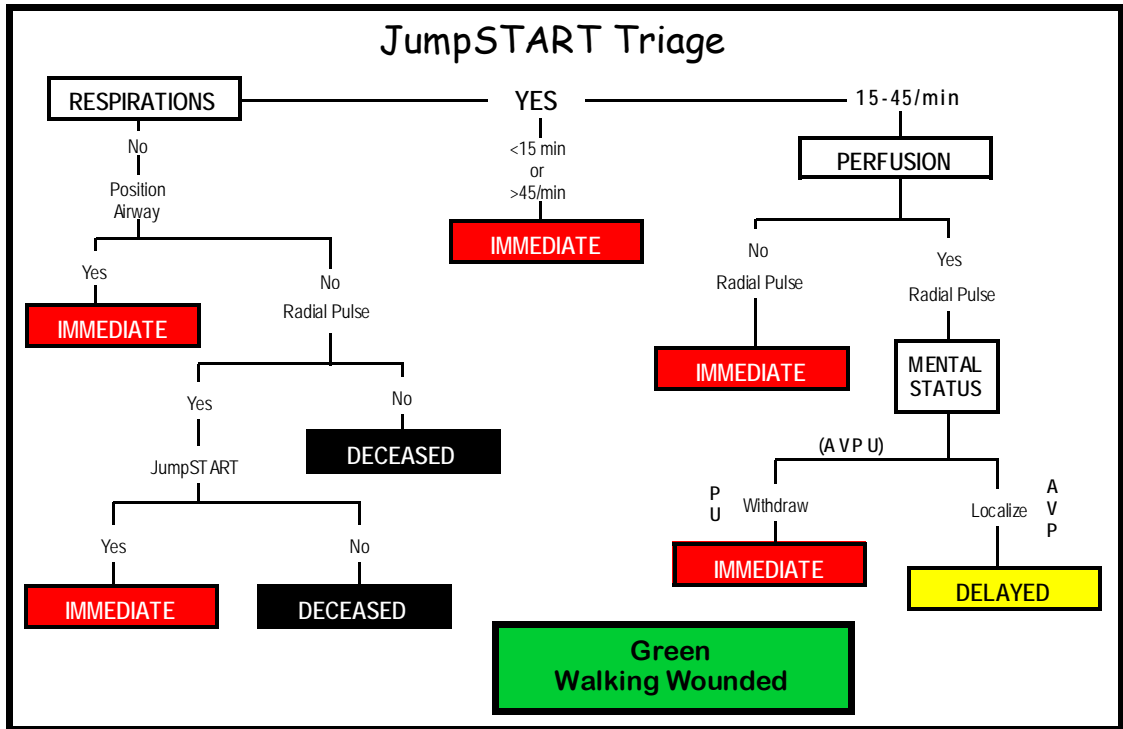 JumpSTART Triage
RESPIRATIONS
YES
15-45/min
No
<15 min
or
>45/min
PERFUSION
Position
Airway
IMMEDIATE
Yes
No
Radial Pulse
No
Radial Pulse
Yes
Radial Pulse
IMMEDIATE
IMMEDIATE
MENTAL
STATUS
Yes
No
DECEASED
(AVPU)
JumpSTART
P
U
Withdraw
Localize
A
V
P
Yes
No
IMMEDIATE
DELAYED
IMMEDIATE
DECEASED
Green
Walking Wounded